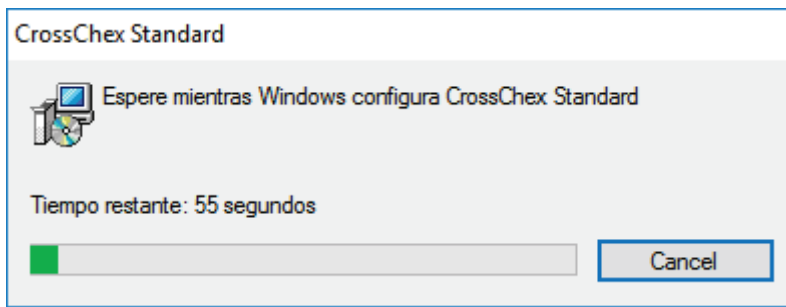 CrossChex Standard
Espere mientras Windows configura CrossChex Standard
Tiempo restante: 55 segundos
Cancel